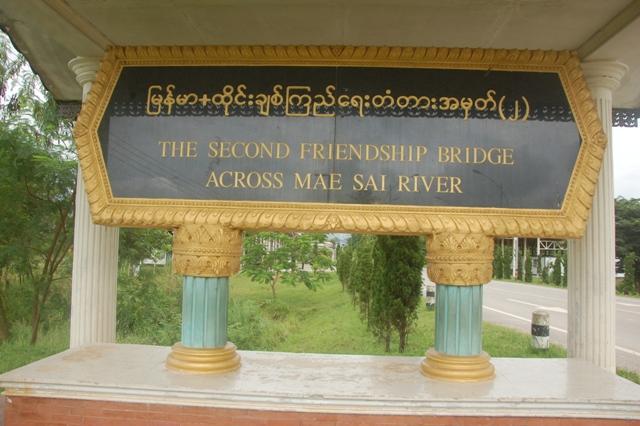 မြန်မာ+ထိုင်းချစ်ကြည်ရေးတံတားအမှတ်(၂)
THE SECOND FRIENDSHIP BRIDGE
ACROSS MAE SAI RIVER